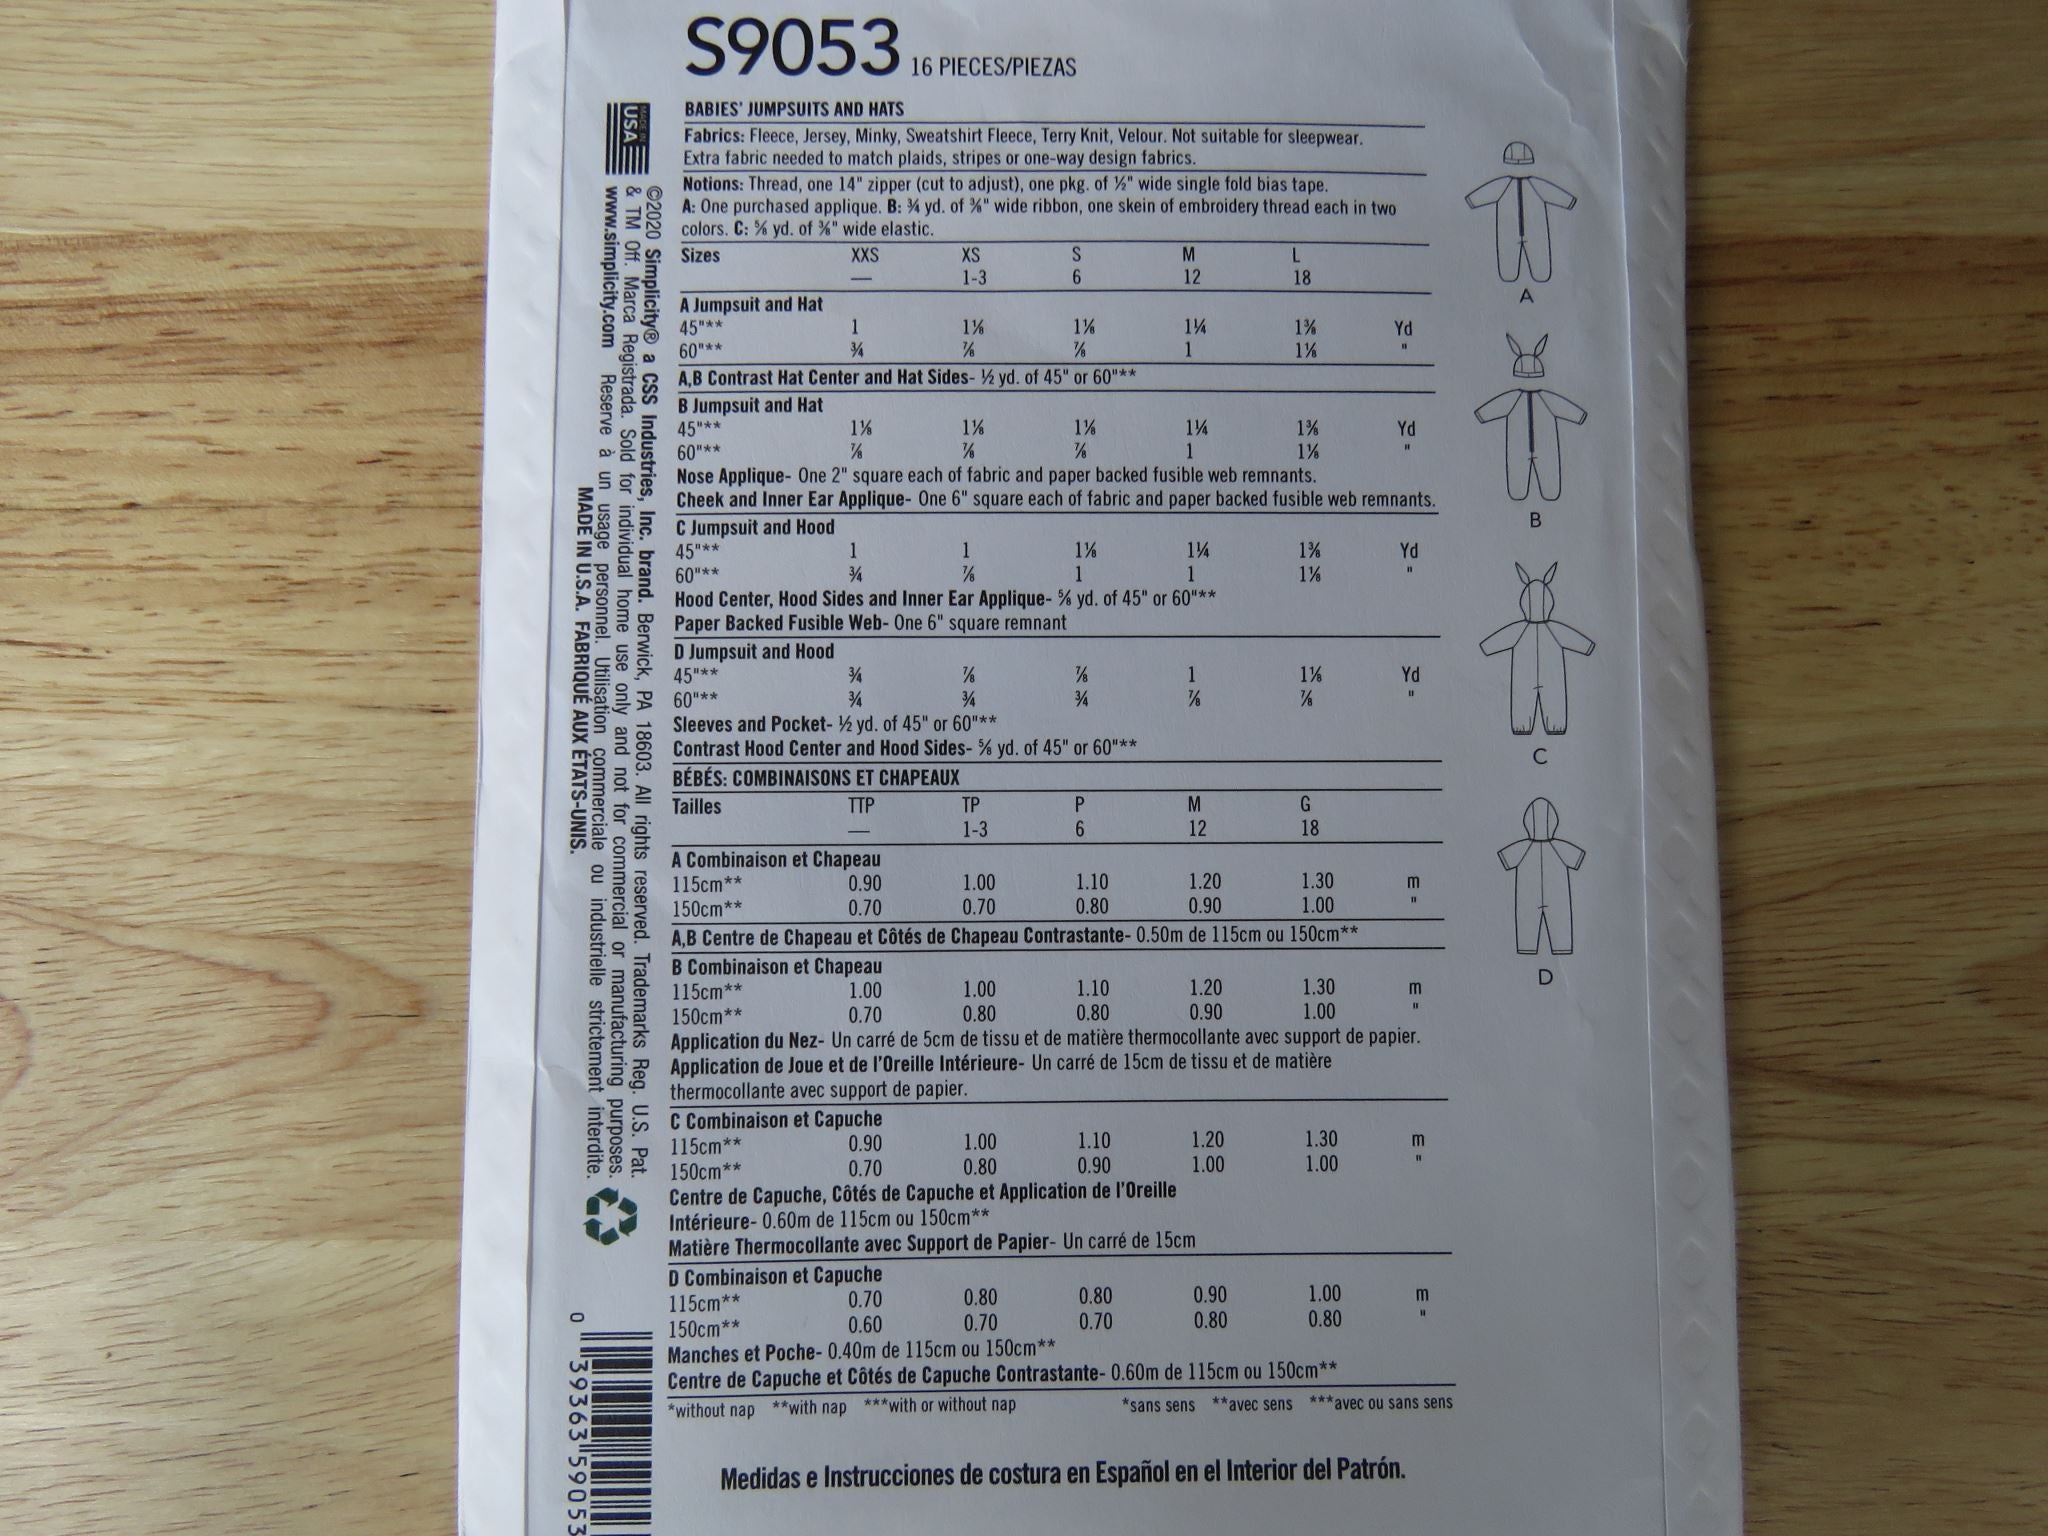 S9053 16 PIECES/PIEZAS
BABIES' JUMPSUITS AND HATS
Fabrics: Fleece, Jersey, Minky, Sweatshirt Fleece, Terry Knit, Velour. Not suitable for sleepwear.
Extra fabric needed to match plaids, stripes or one-way design fabrics.
Notions: Thread, one 14" zipper (cut to adjust), one pkg. of ½" wide single fold bias tape.
A: One purchased applique. B: ¾ yd. of ⅜" wide ribbon, one skein of embroidery thread each in two
colors. C: ⅝ yd. of ⅜" wide elastic.
Sizes XXS XS S M L
— 1-3 6 12 18
A Jumpsuit and Hat
45"** 1 1⅛ 1⅛ 1¼ 1⅜ Yd
60"** ¾ ⅞ ⅞ 1 1⅛ "
A,B Contrast Hat Center and Hat Sides- ½ yd. of 45" or 60"**
B Jumpsuit and Hat
45"** 1⅛ 1⅛ 1⅛ 1¼ 1⅜ Yd
60"** ⅞ ⅞ ⅞ 1 1⅛ "
Nose Applique- One 2" square each of fabric and paper backed fusible web remnants.
Cheek and Inner Ear Applique- One 6" square each of fabric and paper backed fusible web remnants.
C Jumpsuit and Hood
45"** 1 1 1⅛ 1¼ 1⅜ Yd
60"** ¾ ⅞ 1 1 1⅛ "
Hood Center, Hood Sides and Inner Ear Applique- ⅝ yd. of 45" or 60"**
Paper Backed Fusible Web- One 6" square remnant
D Jumpsuit and Hood
45"** ¾ ⅞ ⅞ 1 1⅛ Yd
60"** ¾ ¾ ¾ ⅞ ⅞ "
Sleeves and Pocket- ½ yd. of 45" or 60"**
Contrast Hood Center and Hood Sides- ⅝ yd. of 45" or 60"**
BÉBÉS: COMBINAISONS ET CHAPEAUX
Tailles TTP TP P M G
— 1-3 6 12 18
A Combinaison et Chapeau
115cm** 0.90 1.00 1.10 1.20 1.30 m
150cm** 0.70 0.70 0.80 0.90 1.00 "
A,B Centre de Chapeau et Côtés de Chapeau Contrastante- 0.50m de 115cm ou 150cm**
B Combinaison et Chapeau
115cm** 1.00 1.00 1.10 1.20 1.30 m
150cm** 0.70 0.80 0.80 0.90 1.00 "
Application du Nez- Un carré de 5cm de tissu et de matière thermocollante avec support de papier.
Application de Joue et de l'Oreille Intérieure- Un carré de 15cm de tissu et de matière
thermocollante avec support de papier.
C Combinaison et Capuche
115cm** 0.90 1.00 1.10 1.20 1.30 m
150cm** 0.70 0.80 0.90 1.00 1.00 "
Centre de Capuche, Côtés de Capuche et Application de l'Oreille
Intérieure- 0.60m de 115cm ou 150cm**
Matière Thermocollante avec Support de Papier- Un carré de 15cm
D Combinaison et Capuche
115cm** 0.70 0.80 0.80 0.90 1.00 m
150cm** 0.60 0.70 0.70 0.80 0.80 "
Manches et Poche- 0.40m de 115cm ou 150cm**
Centre de Capuche et Côtés de Capuche Contrastante- 0.60m de 115cm ou 150cm**
*without nap **with nap ***with or without nap *sans sens **avec sens ***avec ou sans sens
Medidas e Instrucciones de costura en Español en el Interior del Patrón.
A
B
C
D
MADE IN
USA
©2020 Simplicity® a CSS Industries, Inc. brand. Berwick, PA 18603. All rights reserved. Trademarks Reg. U.S. Pat.
& TM Off. Marca Registrada. Sold for individual home use only and not for commercial or manufacturing purposes.
www.simplicity.com Reserve à un usage personnel. Utilisation commerciale ou industrielle strictement interdite.
MADE IN U.S.A. FABRIQUÉ AUX ÉTATS-UNIS.
0 39363 59053